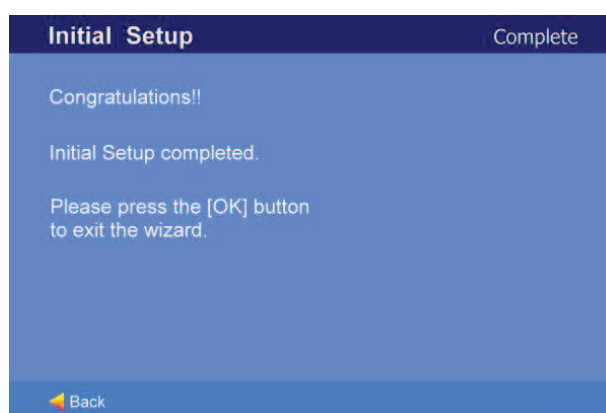 Initial Setup
Complete
Congratulations!!
Initial Setup completed.
Please press the [OK] button
to exit the wizard.
Back